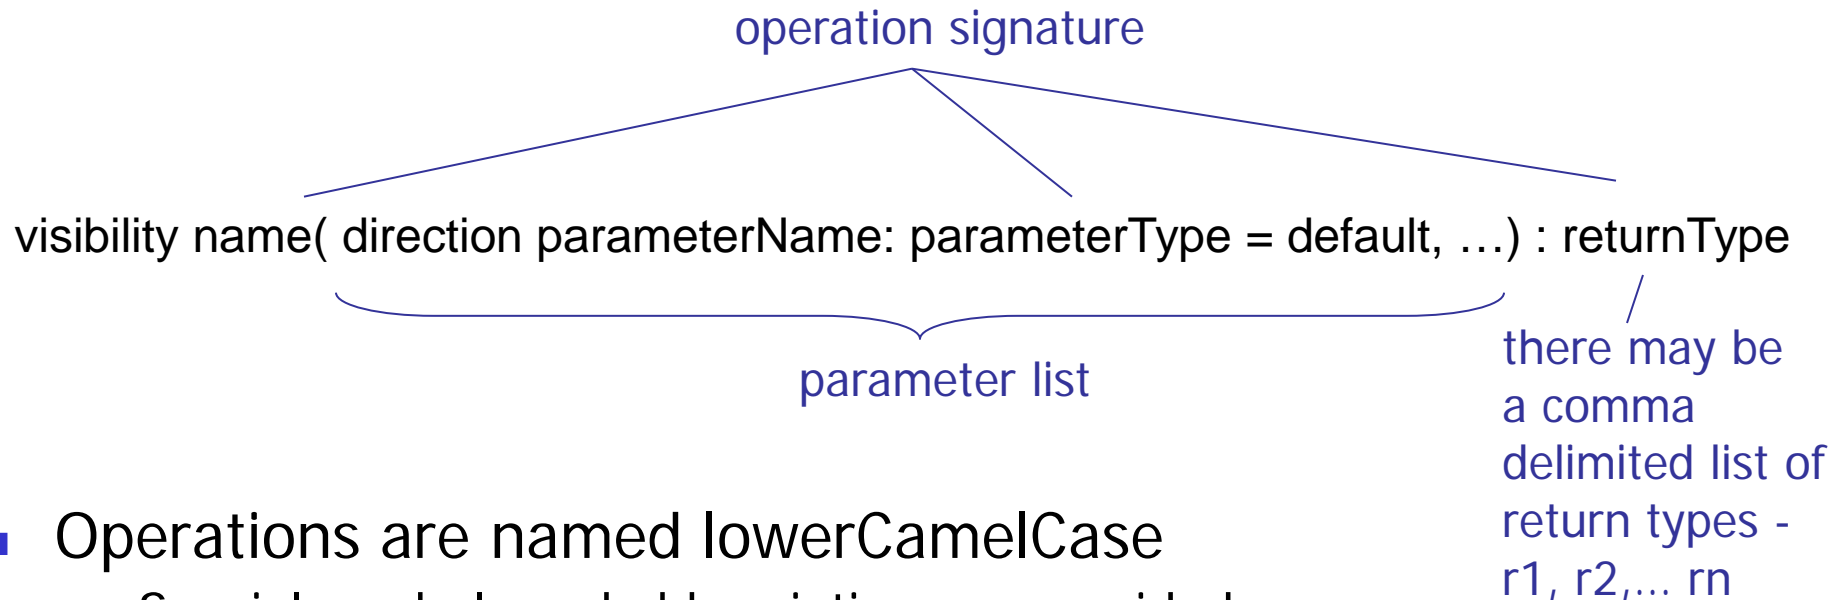 operation signature
visibility name( direction parameterName: parameterType = default, …) : returnType
parameter list
there may be
a comma
delimited list of
return types -
r1, r2,... rn
Operations are named lowerCamelCase